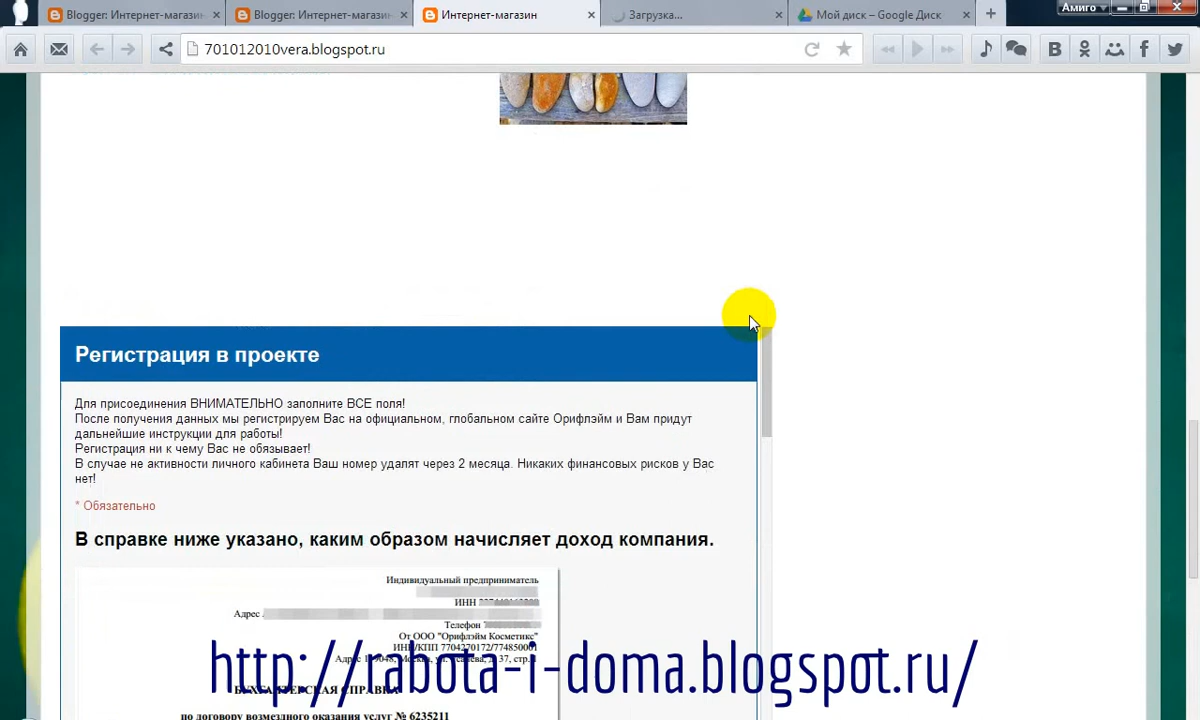 Blogger: Интернет-магазин
Blogger: Интернет-магазин
Интернет-магазин
Загрузка...
Мой диск – Google Диск
Амиго
701012010vera.blogspot.ru
Регистрация в проекте
Для присоединения ВНИМАТЕЛЬНО заполните ВСЕ поля!
После получения данных мы регистрируем Вас на официальном, глобальном сайте Орифлэйм и Вам придут
дальнейшие инструкции для работы!
Регистрация ни к чему Вас не обязывает!
В случае не активности личного кабинета Ваш номер удалят через 2 месяца. Никаких финансовых рисков у Вас
нет!
* Обязательно
В справке ниже указано, каким образом начисляет доход компания.
Индивидуальный предприниматель
ИНН
Адрес
Телефон
От ООО "Орифлэйм Косметикс"
ИНН/КПП 7704270172/774850001
Москва, ул.
http://rabota-i-doma.blogspot.ru/
БУХГАЛТЕРСКАЯ СПРАВКА
по договору возмездного оказания услуг № 6235211